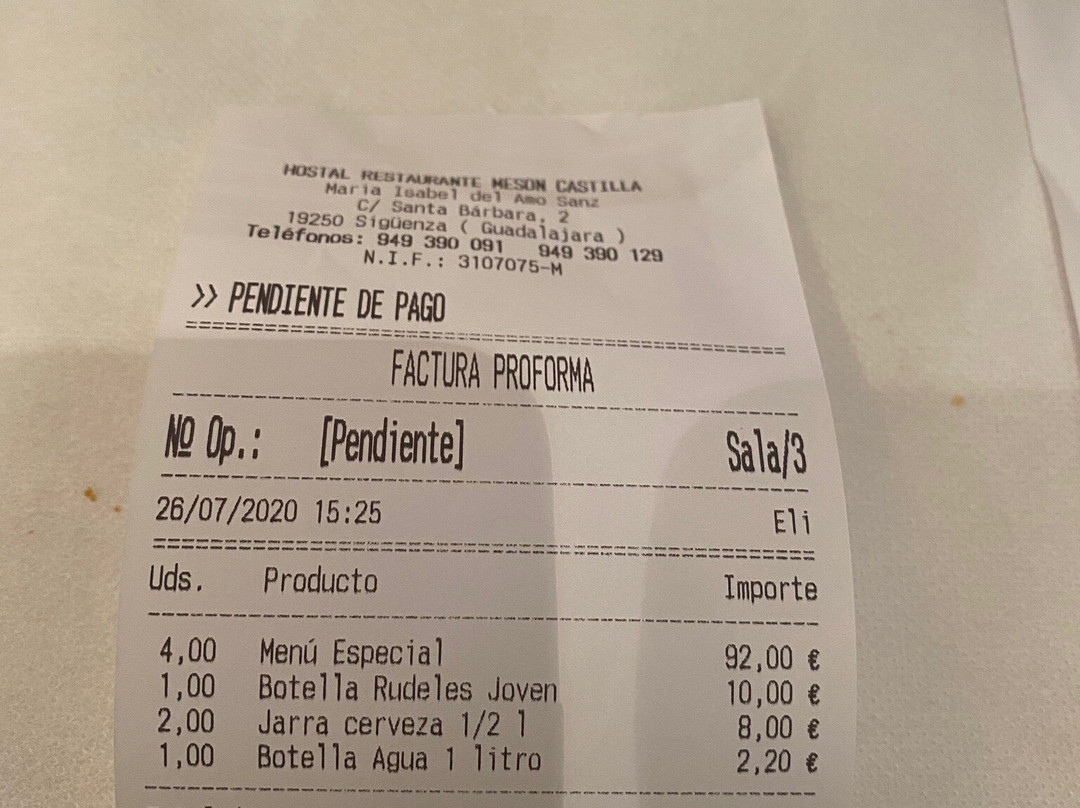 HOSTAL RESTAURANTE MESON CASTILLA
Maria Isabel del Amo Sanz
C/ Santa Bárbara, 2
19250 Sigüenza ( Guadalajara )
Teléfonos: 949 390 091 949 390 129
N.I.F.: 3107075-M
>> PENDIENTE DE PAGO
FACTURA PROFORMA
Nº Op.: [Pendiente] Sala/3
26/07/2020 15:25 Eli
Uds. Producto Importe
4,00 Menú Especial 92,00 €
1,00 Botella Rudeles Joven 10,00 €
2,00 Jarra cerveza 1/2 l 8,00 €
1,00 Botella Agua 1 litro 2,20 €